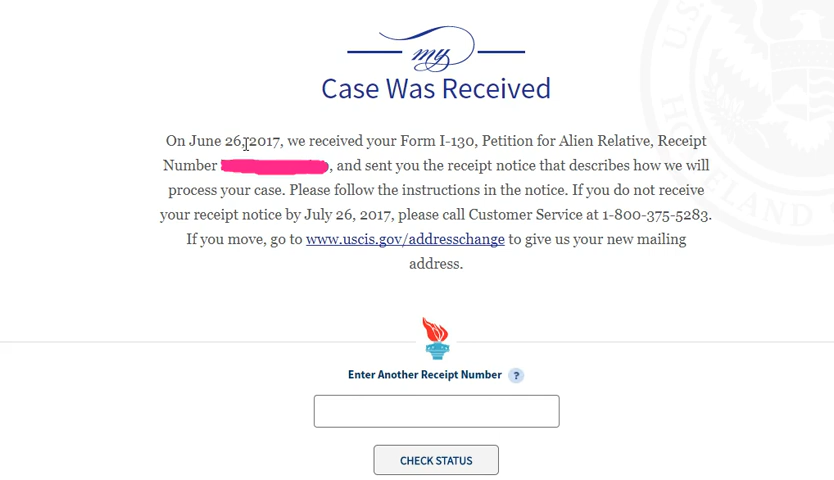 my
Case Was Received
On June 26, 2017, we received your Form I-130, Petition for Alien Relative, Receipt
Number , and sent you the receipt notice that describes how we will
process your case. Please follow the instructions in the notice. If you do not receive
your receipt notice by July 26, 2017, please call Customer Service at 1-800-375-5283.
If you move, go to www.uscis.gov/addresschange to give us your new mailing
address.
Enter Another Receipt Number ?
CHECK STATUS
U.S.
HOMELAND S